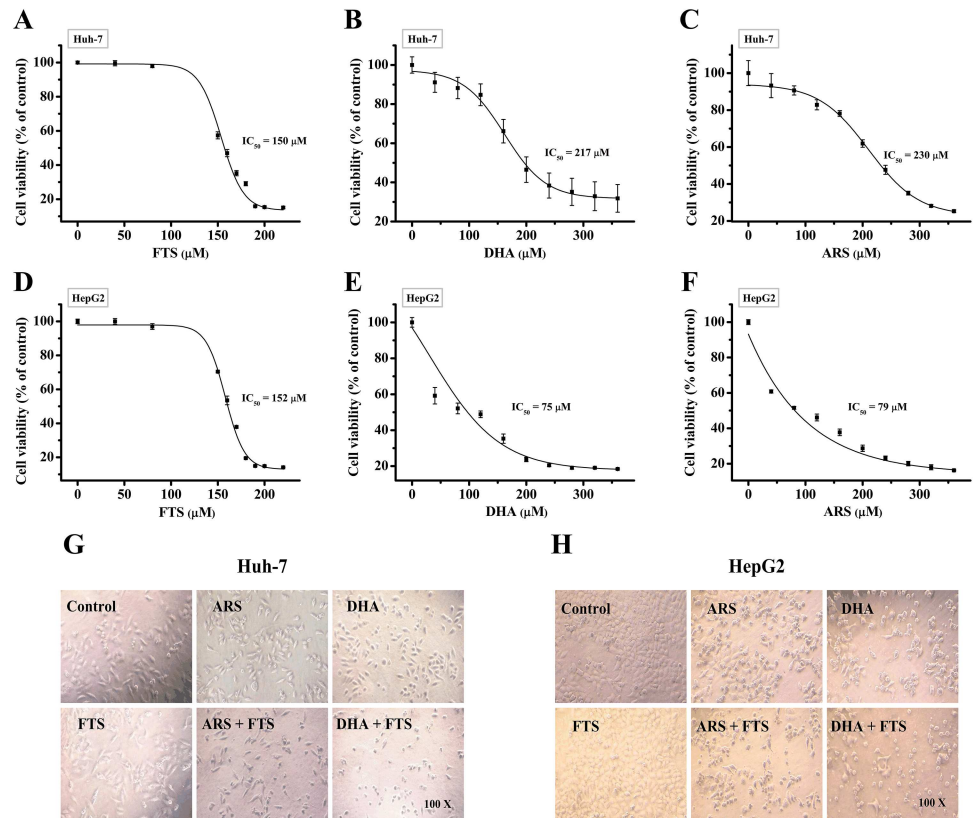 A
Huh-7
Cell viability (% of control)
100
80
60
40
20
IC50 = 150 μM
0 50 100 150 200
FTS (μM)
B
Huh-7
Cell viability (% of control)
100
80
60
40
20
IC50 = 217 μM
0 100 200 300
DHA (μM)
C
Huh-7
Cell viability (% of control)
100
80
60
40
20
IC50 = 230 μM
0 100 200 300
ARS (μM)
D
HepG2
Cell viability (% of control)
100
80
60
40
20
IC50 = 152 μM
0 50 100 150 200
FTS (μM)
E
HepG2
Cell viability (% of control)
100
80
60
40
20
IC50 = 75 μM
0 100 200 300
DHA (μM)
F
HepG2
Cell viability (% of control)
100
80
60
40
20
IC50 = 79 μM
0 100 200 300
ARS (μM)
G
Huh-7
Control ARS DHA
FTS ARS + FTS DHA + FTS
100 X
H
HepG2
Control ARS DHA
FTS ARS + FTS DHA + FTS
100 X